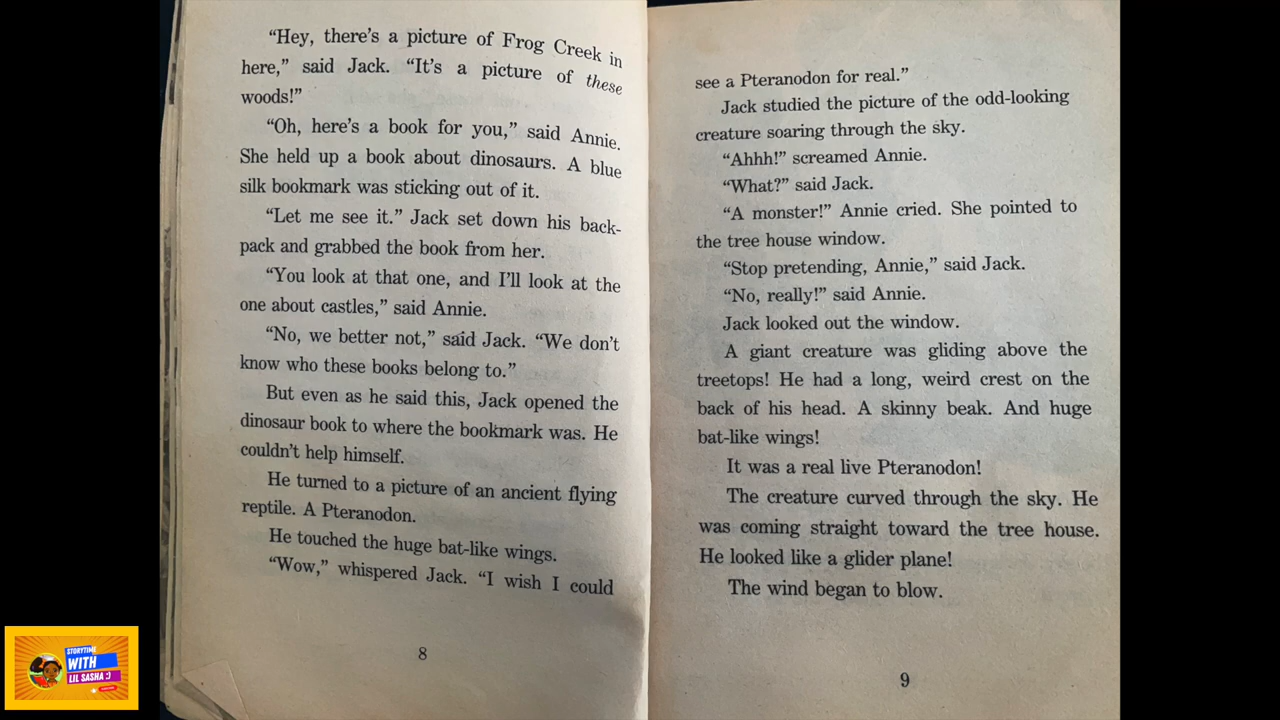 “Hey, there’s a picture of Frog Creek in
here,” said Jack. “It’s a picture of these
woods!”
“Oh, here’s a book for you,” said Annie.
She held up a book about dinosaurs. A blue
silk bookmark was sticking out of it.
“Let me see it.” Jack set down his back-
pack and grabbed the book from her.
“You look at that one, and I’ll look at the
one about castles,” said Annie.
“No, we better not,” said Jack. “We don’t
know who these books belong to.”
But even as he said this, Jack opened the
dinosaur book to where the bookmark was. He
couldn’t help himself.
He turned to a picture of an ancient flying
reptile. A Pteranodon.
He touched the huge bat-like wings.
“Wow,” whispered Jack. “I wish I could
8
see a Pteranodon for real.”
Jack studied the picture of the odd-looking
creature soaring through the sky.
“Ahhh!” screamed Annie.
“What?” said Jack.
“A monster!” Annie cried. She pointed to
the tree house window.
“Stop pretending, Annie,” said Jack.
“No, really!” said Annie.
Jack looked out the window.
A giant creature was gliding above the
treetops! He had a long, weird crest on the
back of his head. A skinny beak. And huge
bat-like wings!
It was a real live Pteranodon!
The creature curved through the sky. He
was coming straight toward the tree house.
He looked like a glider plane!
The wind began to blow.
9
STORYTIME
WITH
LIL SASHA :)